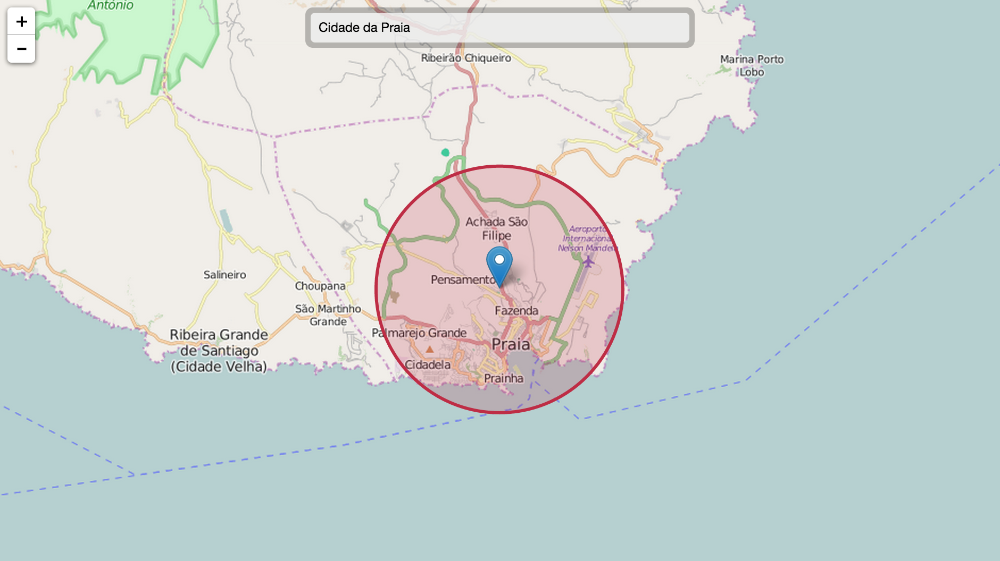 António
+
−
Cidade da Praia
Ribeirão Chiqueiro
Marina Porto
Lobo
Achada São
Filipe
Aeroporto
Internacional
Nelson Mandela
Salineiro
Pensamento
Choupana
São Martinho
Grande
Fazenda
Ribeira Grande
de Santiago
(Cidade Velha)
Palmarejo Grande
Praia
Cidadela
Prainha